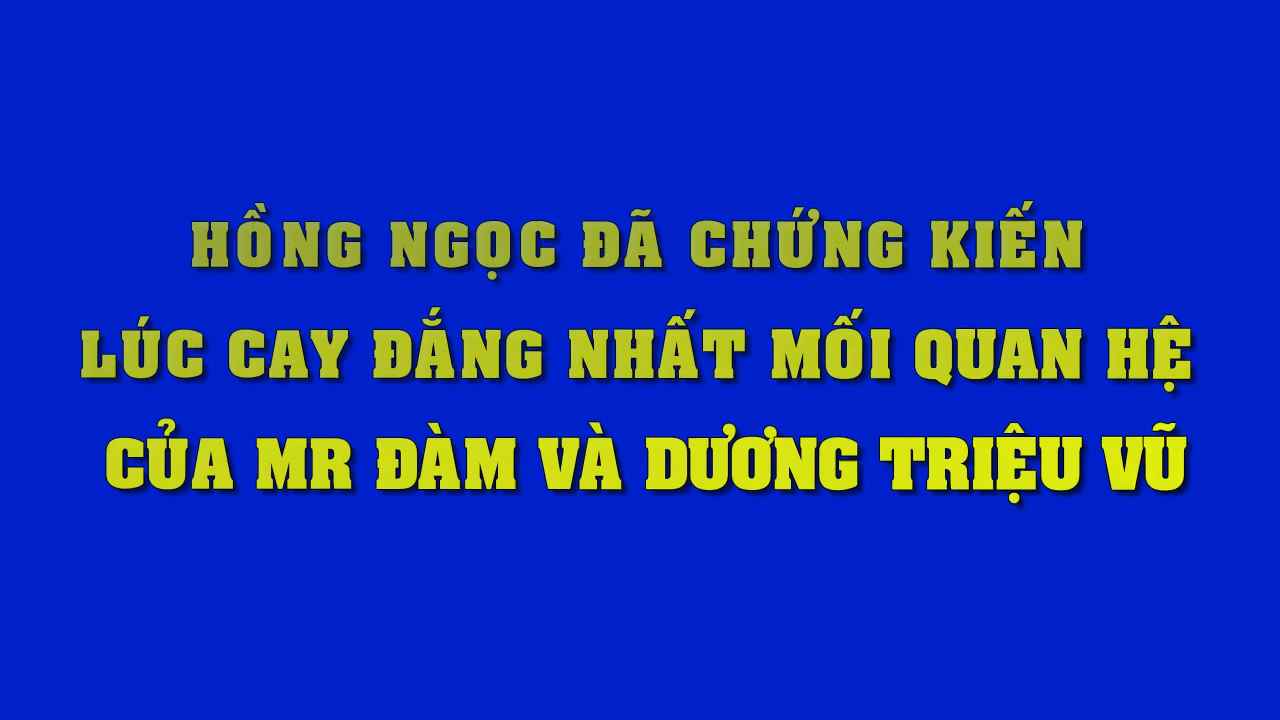 HỒNG NGỌC ĐÃ CHỨNG KIẾN
LÚC CAY ĐẮNG NHẤT MỐI QUAN HỆ
CỦA MR ĐÀM VÀ DƯƠNG TRIỆU VŨ